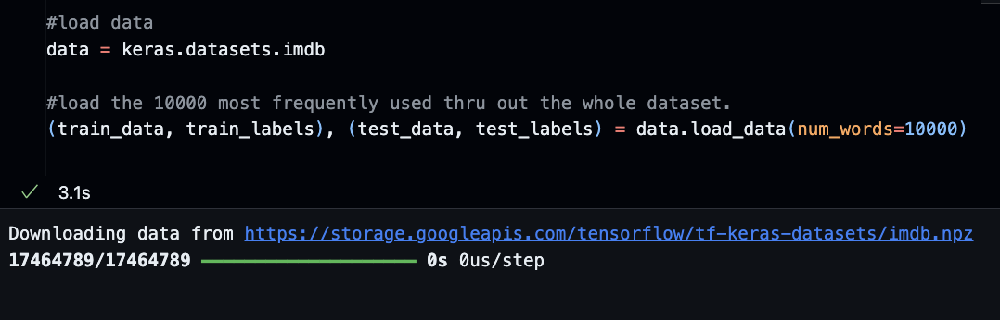 #load data
data = keras.datasets.imdb
#load the 10000 most frequently used thru out the whole dataset.
(train_data, train_labels), (test_data, test_labels) = data.load_data(num_words=10000)
3.1s
Downloading data from https://storage.googleapis.com/tensorflow/tf-keras-datasets/imdb.npz
17464789/17464789 0s 0us/step